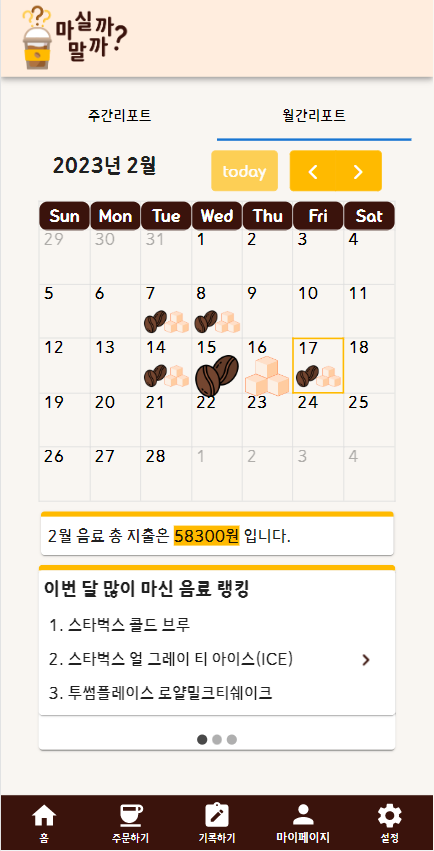 마실까
말까?
주간리포트 월간리포트
2023년 2월 today
Sun Mon Tue Wed Thu Fri Sat
29 30 31 1 2 3 4
5 6 7 8 9 10 11
12 13 14 15 16 17 18
19 20 21 22 23 24 25
26 27 28 1 2 3 4
2월 음료 총 지출은 58300원 입니다.
이번 달 많이 마신 음료 랭킹
1. 스타벅스 콜드 브루
2. 스타벅스 얼 그레이 티 아이스(ICE)
3. 투썸플레이스 로얄밀크티쉐이크
홈 주문하기 기록하기 마이페이지 설정